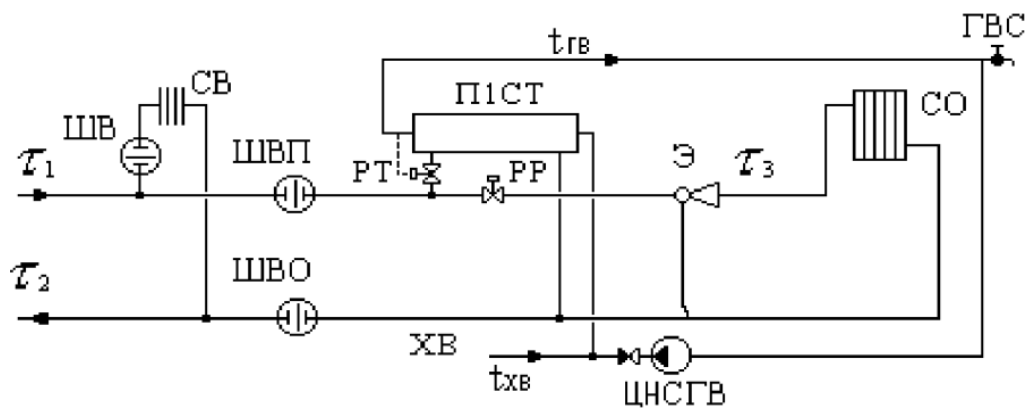 ГВС
tгв
СВ
П1СТ
СО
ШВ
ШВП
Э
τ3
τ1
РТ
РР
τ2
ШВО
ХВ
tхв
ЦНСГВ